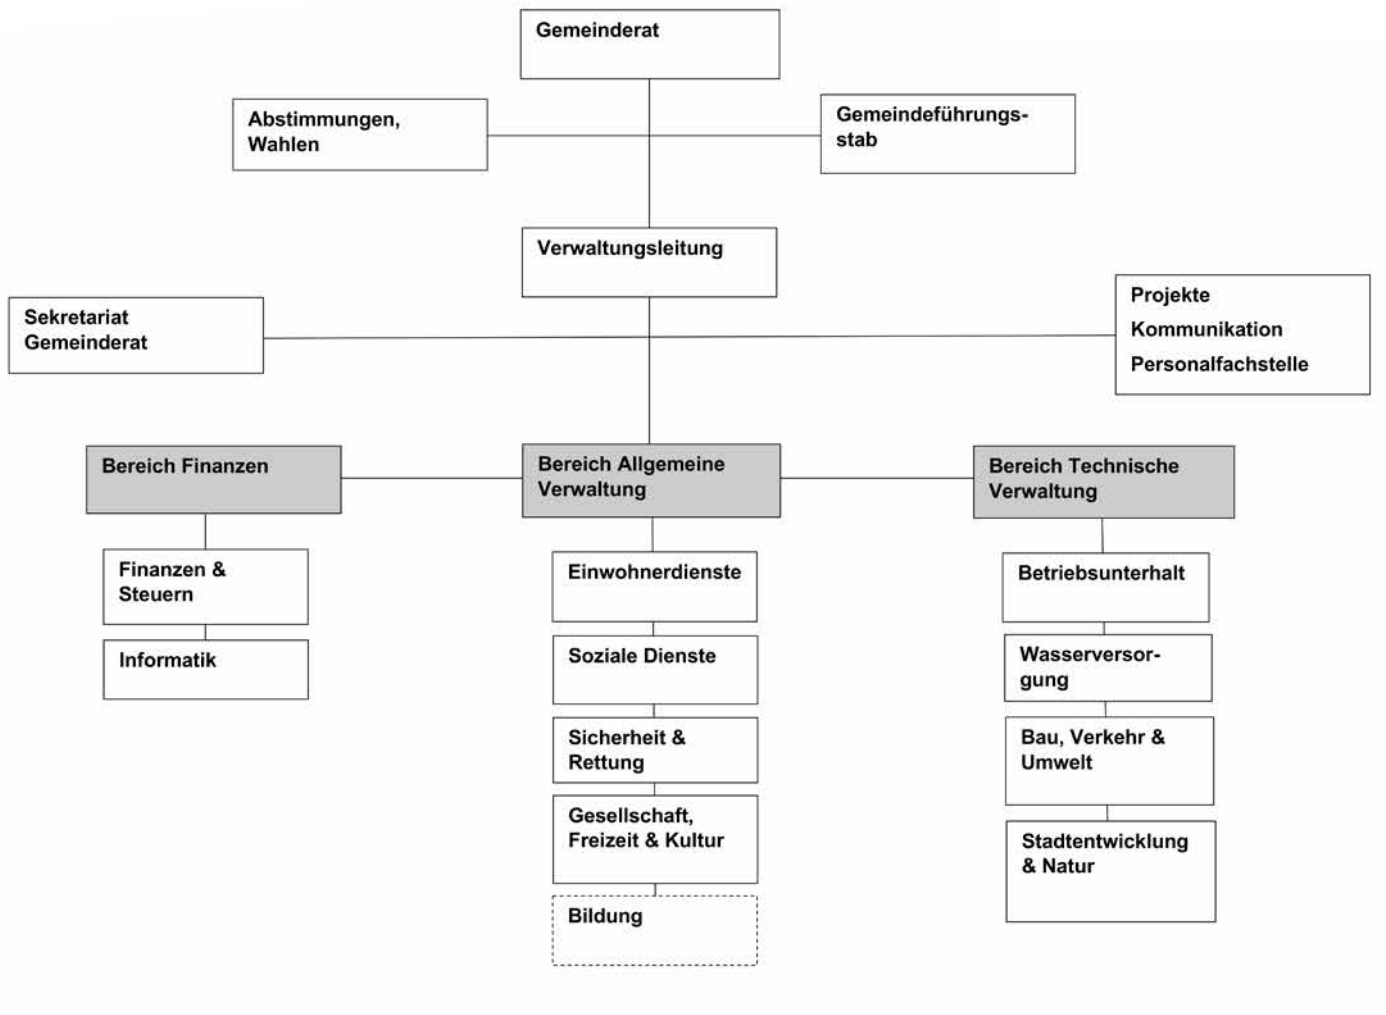 Gemeinderat
Abstimmungen,
Wahlen
Gemeindeführungs-
stab
Verwaltungsleitung
Sekretariat
Gemeinderat
Projekte
Kommunikation
Personalfachstelle
Bereich Finanzen
Bereich Allgemeine
Verwaltung
Bereich Technische
Verwaltung
Finanzen &
Steuern
Informatik
Einwohnerdienste
Soziale Dienste
Sicherheit &
Rettung
Gesellschaft,
Freizeit & Kultur
Bildung
Betriebsunterhalt
Wasserversor-
gung
Bau, Verkehr &
Umwelt
Stadtentwicklung
& Natur